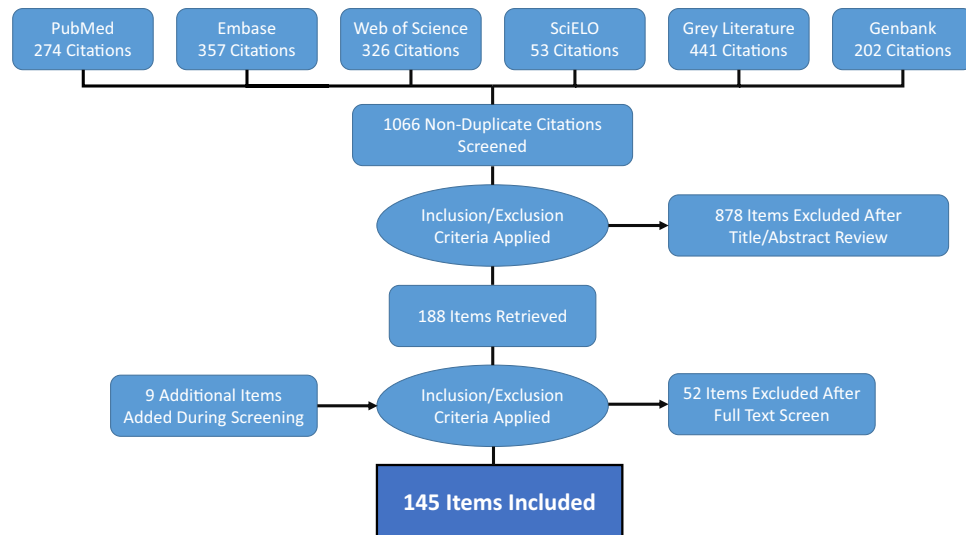 PubMed
274 Citations
Embase
357 Citations
Web of Science
326 Citations
SciELO
53 Citations
Grey Literature
441 Citations
Genbank
202 Citations
1066 Non-Duplicate Citations
Screened
Inclusion/Exclusion
Criteria Applied
878 Items Excluded After
Title/Abstract Review
188 Items Retrieved
9 Additional Items
Added During Screening
Inclusion/Exclusion
Criteria Applied
52 Items Excluded After
Full Text Screen
145 Items Included